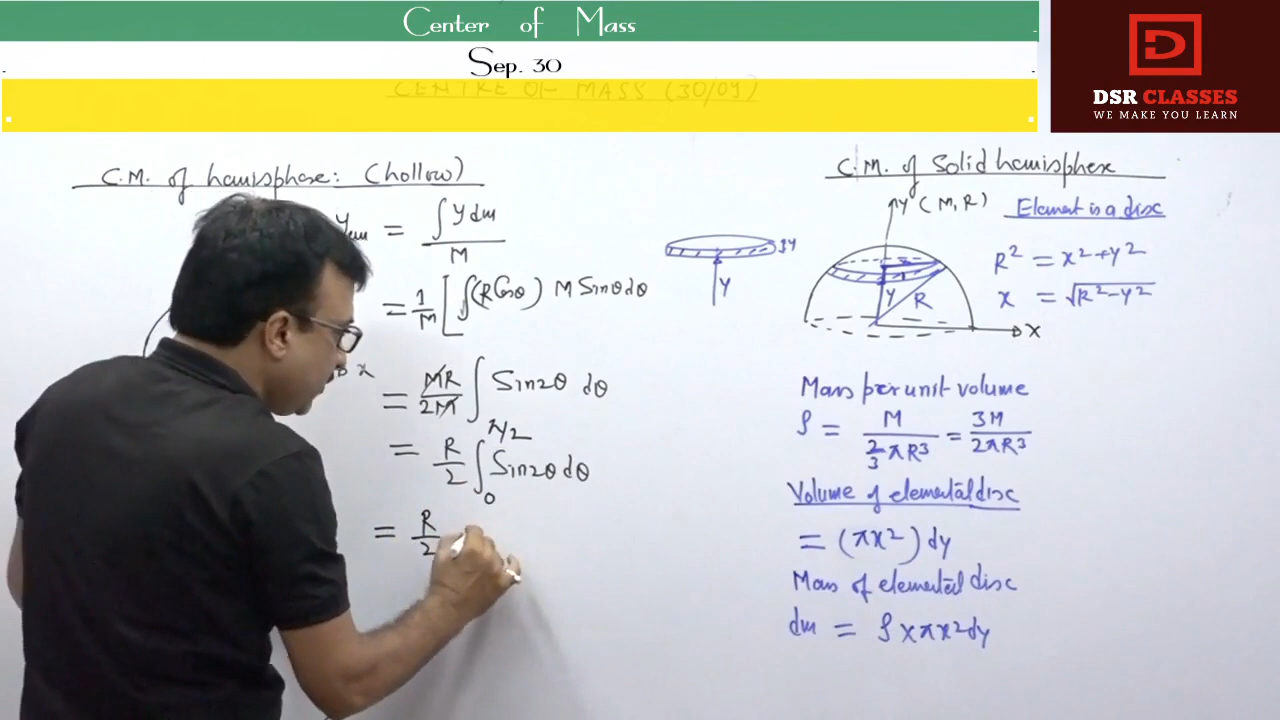 Center of Mass
Sep. 30
CENTRE OF MASS (30/09)
DSR CLASSES
WE MAKE YOU LEARN
C.M. of hemisphase: (hollow)
Ycm = ∫ y dm / M
= 1/M [ ∫(R Cosθ) M Sinθ dθ
x
= MR/2M ∫ Sin2θ dθ
= R/2 ∫₀^π/2 Sin2θ dθ
= R/2
C.M. of Solid hemisphere
Y (M, R)
Element is a disc
dy
Y
Y
R
X
R² = x² + y²
x = √R² - y²
Mass per unit volume
ρ = M / 2/3 πR³ = 3M / 2πR³
Volume of elemental disc
= (πx²) dy
Mass of elemental disc
dm = ρ x πx² dy